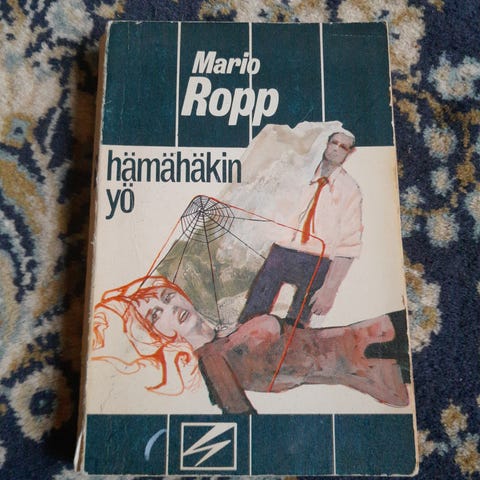 Mario
Ropp
hämähäkin
yö